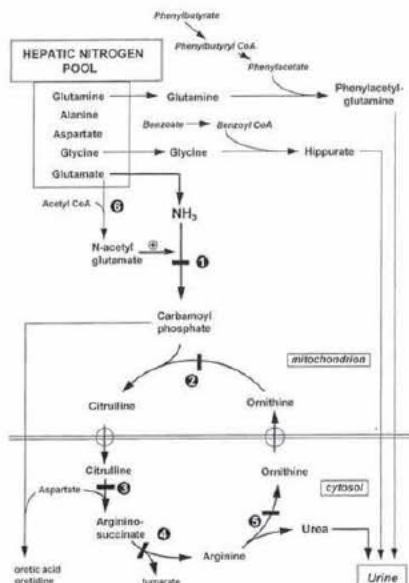 Phenylbutyrate
Phenylbutyryl CoA
Phenylacetate
HEPATIC NITROGEN
POOL
Glutamine
Glutamine
Phenylacetyl-
glutamine
Alanine
Benzoate
Benzoyl CoA
Aspartate
Glycine
Glycine
Hippurate
Glutamate
Acetyl CoA
6
NH3
N-acetyl
glutamate
+
1
Carbamoyl
phosphate
mitochondrion
2
Citrulline
Ornithine
Citrulline
Ornithine
cytosol
3
Aspartate
Arginino-
succinate
4
5
Urea
Arginine
orotic acid
fumarate
Urine